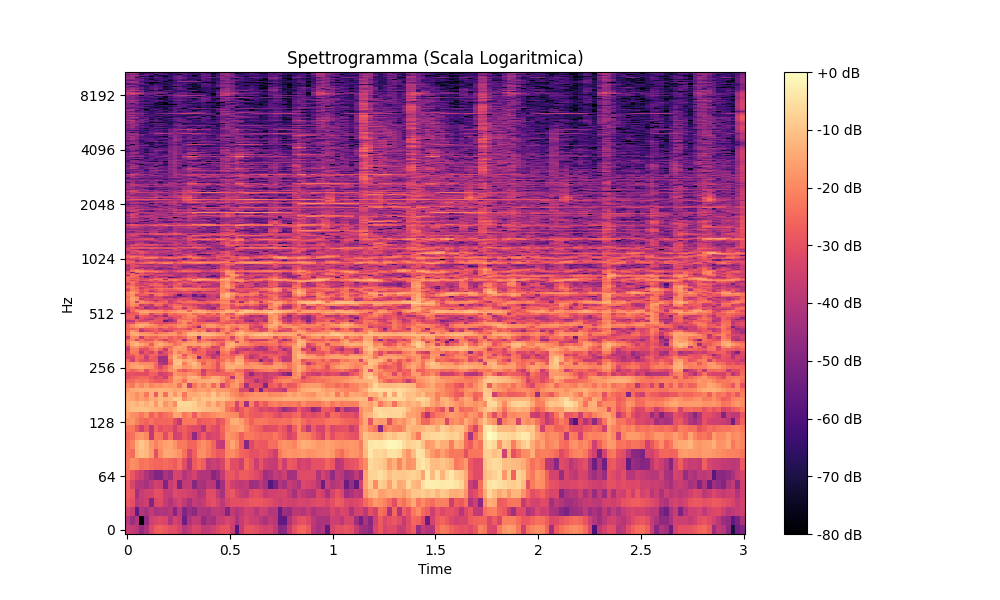 Spettrogramma (Scala Logaritmica)
Hz
8192
4096
2048
1024
512
256
128
64
0
0 0.5 1 1.5 2 2.5 3
Time
+0 dB
-10 dB
-20 dB
-30 dB
-40 dB
-50 dB
-60 dB
-70 dB
-80 dB